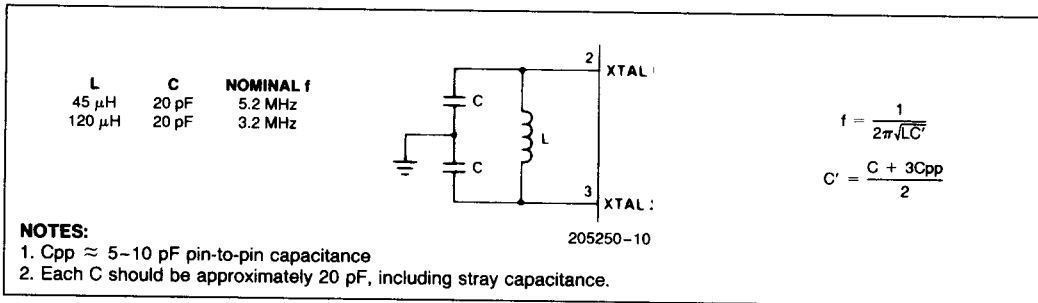 L C NOMINAL f
45 μH 20 pF 5.2 MHz
120 μH 20 pF 3.2 MHz
2
XTAL
C
L
C
3
XTAL
205250-10
f = 1 / 2π√LC′
C′ = C + 3Cpp / 2
NOTES:
1. Cpp ≈ 5–10 pF pin-to-pin capacitance
2. Each C should be approximately 20 pF, including stray capacitance.